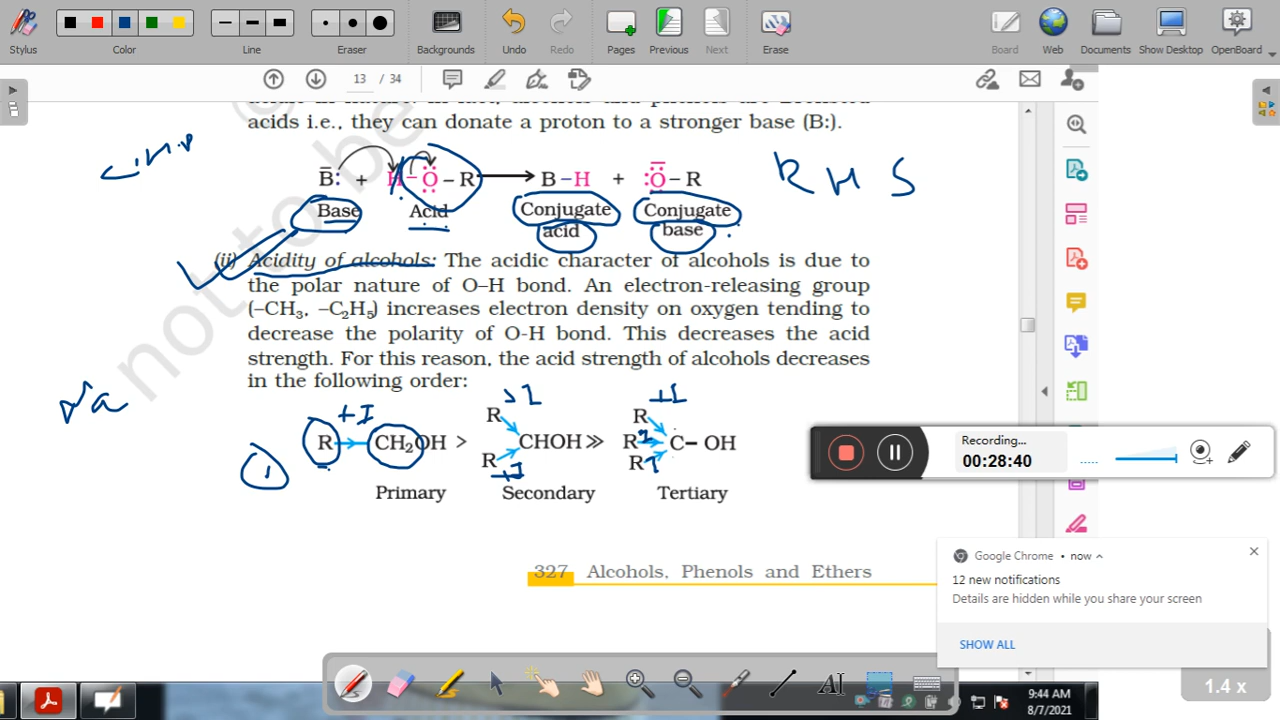 Stylus
Color
Line
Eraser
Backgrounds
Undo
Redo
Pages
Previous
Next
Erase
Board
Web
Documents
Show Desktop
OpenBoard
13 / 34
acids i.e., they can donate a proton to a stronger base (B:).
B̄: + H–Ö–R → B–H + :Ö–R
R H S
Base Acid Conjugate acid Conjugate base
(ii) Acidity of alcohols: The acidic character of alcohols is due to
the polar nature of O–H bond. An electron-releasing group
(–CH₃, –C₂H₅) increases electron density on oxygen tending to
decrease the polarity of O-H bond. This decreases the acid
strength. For this reason, the acid strength of alcohols decreases
in the following order:
not to be
+I +I +I
R CH₂OH > R R CHOH ≫ R R R C – OH
1 +I I I
Primary Secondary Tertiary
327 Alcohols, Phenols and Ethers
Recording...
00:28:40
Google Chrome • now
12 new notifications
Details are hidden while you share your screen
SHOW ALL
1.4 x
9:44 AM
8/7/2021